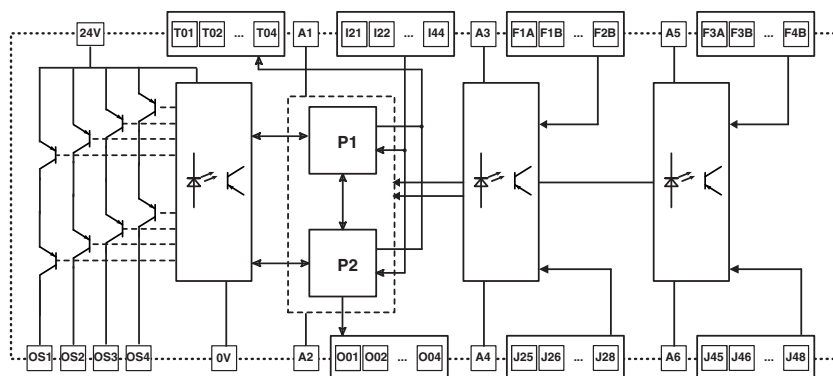 24V T01 T02 ... T04 A1 I21 I22 ... I44 A3 F1A F1B ... F2B A5 F3A F3B ... F4B
P1
P2
OS1 OS2 OS3 OS4 0V A2 O01 O02 ... O04 A4 J25 J26 ... J28 A6 J45 J46 ... J48